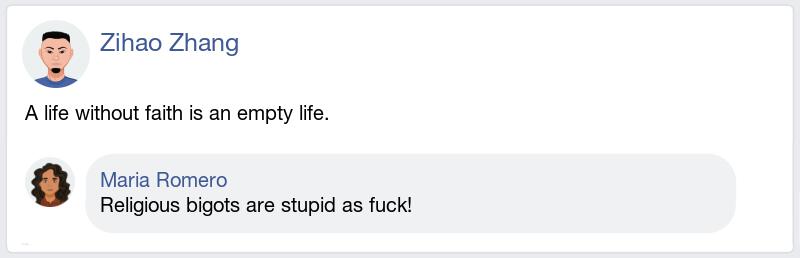 Zihao Zhang
A life without faith is an empty life.
Maria Romero
Religious bigots are stupid as fuck!